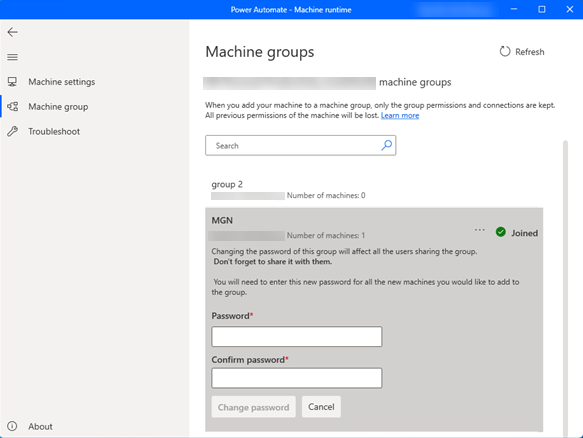 Power Automate - Machine runtime
Machine groups
Refresh
Machine settings
Machine group
Troubleshoot
machine groups
When you add your machine to a machine group, only the group permissions and connections are kept.
All previous permissions of the machine will be lost. Learn more
Search
group 2
Number of machines: 0
MGN
Number of machines: 1
··· Joined
Changing the password of this group will affect all the users sharing the group.
Don't forget to share it with them.
You will need to enter this new password for all the new machines you would like to add to
the group.
Password*
Confirm password*
Change password Cancel
About